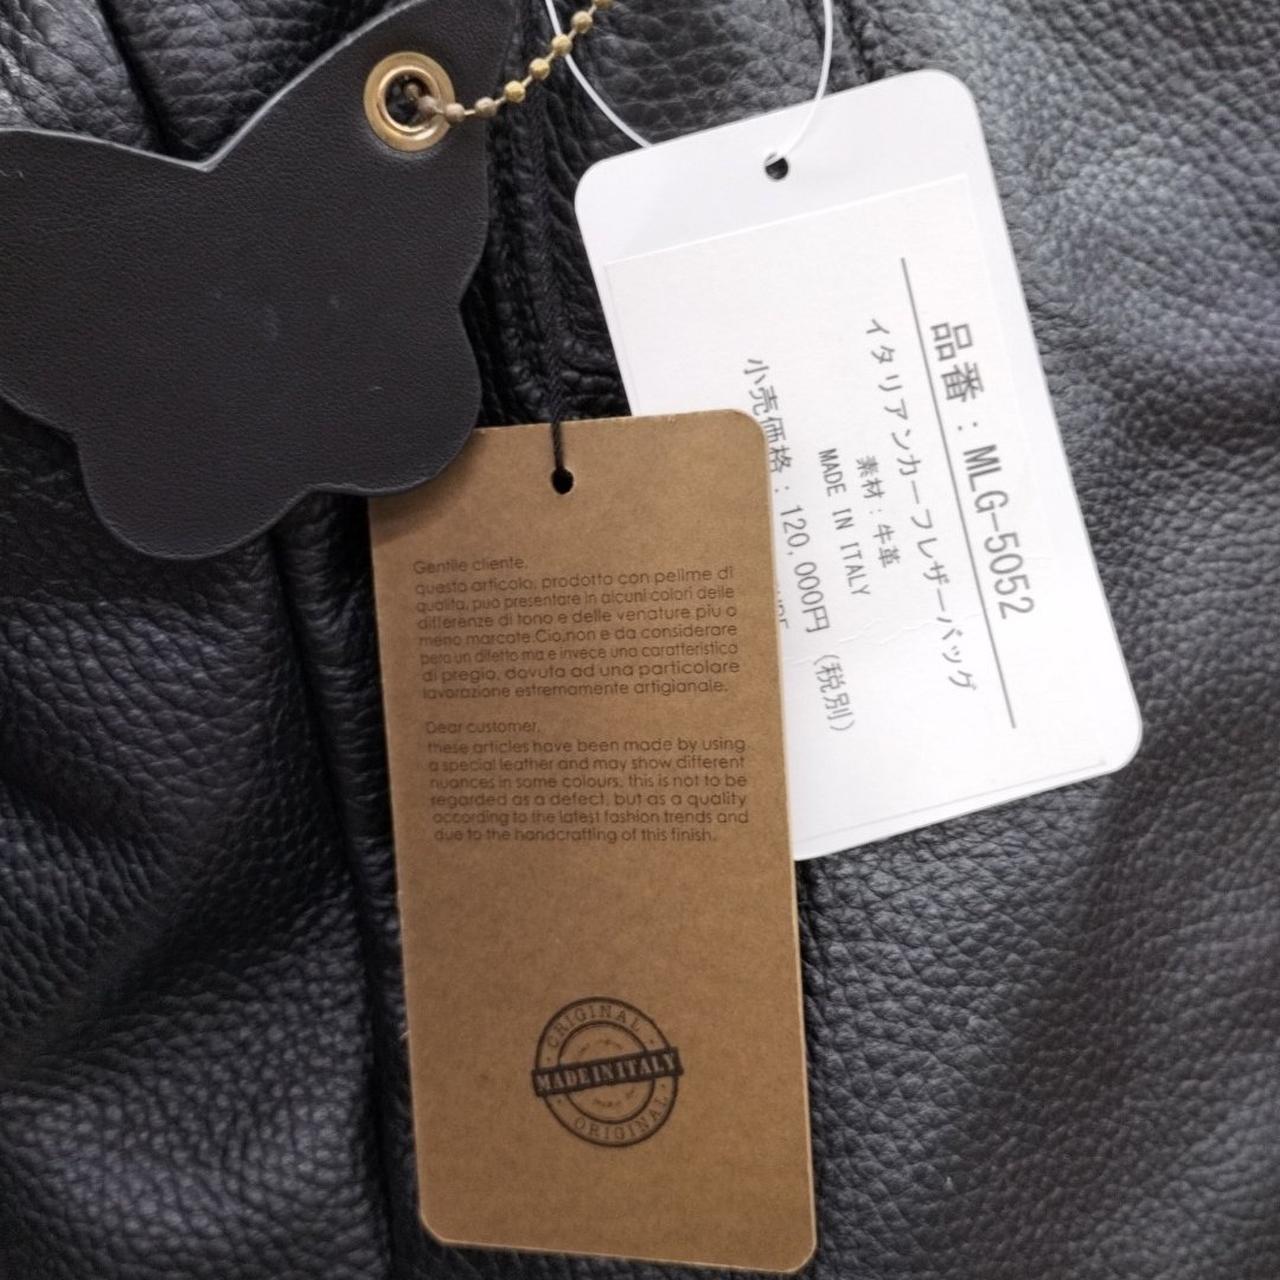 品番：MLG-5052
イタリアンカーフレザーバッグ
素材：牛革
MADE IN ITALY
小売価格：120,000円（税別）
Gentile cliente,
questo articolo, prodotto con pellme di
qualita, puo presentare in alcuni colori delle
differenze di tono e delle venature piu o
meno marcate.Cio,non e da considerare
pero un difetto ma e invece una caratteristica
di pregio, dovuta ad una particolare
lavorazione estremamente artigianale.
Dear customer,
these articles have been made by using
a special leather and may show different
nuances in some colours, this is not to be
regarded as a defect, but as a quality
according to the latest fashion trends and
due to the handcrafting of this finish.
ORIGINAL
MADE IN ITALY
ORIGINAL